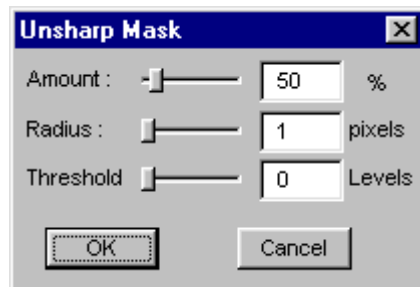 Unsharp Mask
Amount : 50 %
Radius : 1 pixels
Threshold 0 Levels
OK Cancel